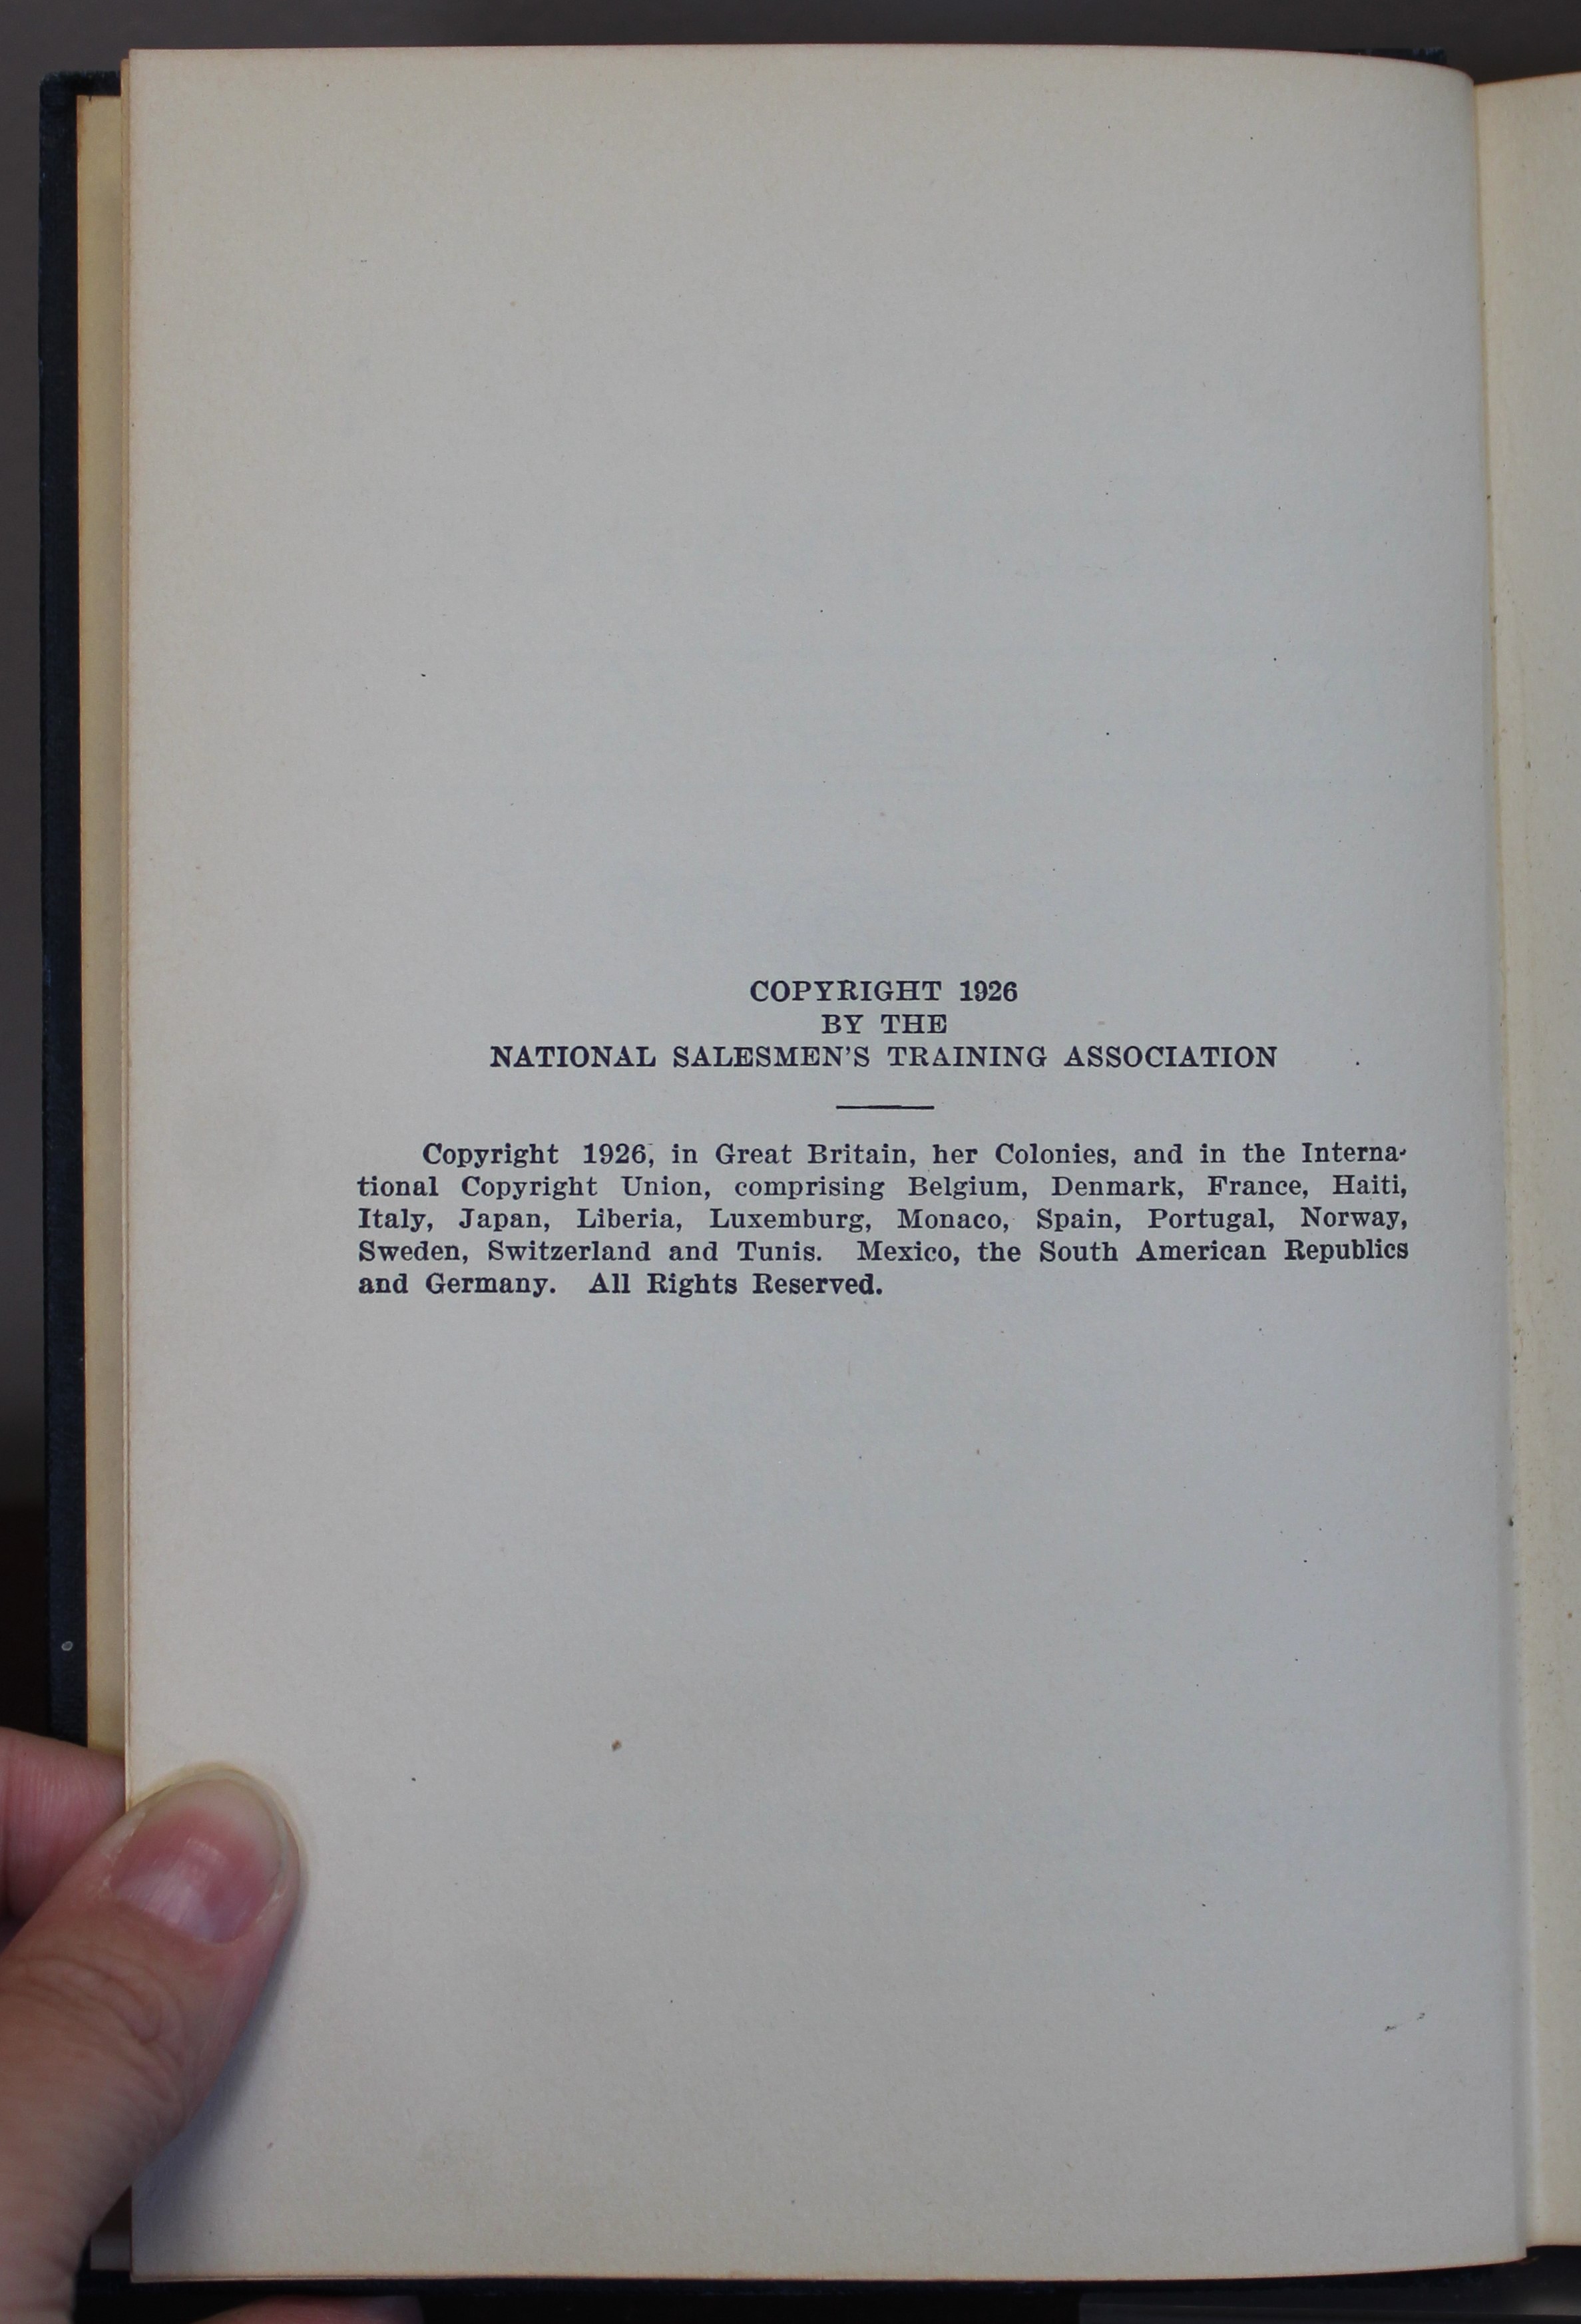 COPYRIGHT 1926
BY THE
NATIONAL SALESMEN'S TRAINING ASSOCIATION
Copyright 1926, in Great Britain, her Colonies, and in the Interna-
tional Copyright Union, comprising Belgium, Denmark, France, Haiti,
Italy, Japan, Liberia, Luxemburg, Monaco, Spain, Portugal, Norway,
Sweden, Switzerland and Tunis. Mexico, the South American Republics
and Germany. All Rights Reserved.